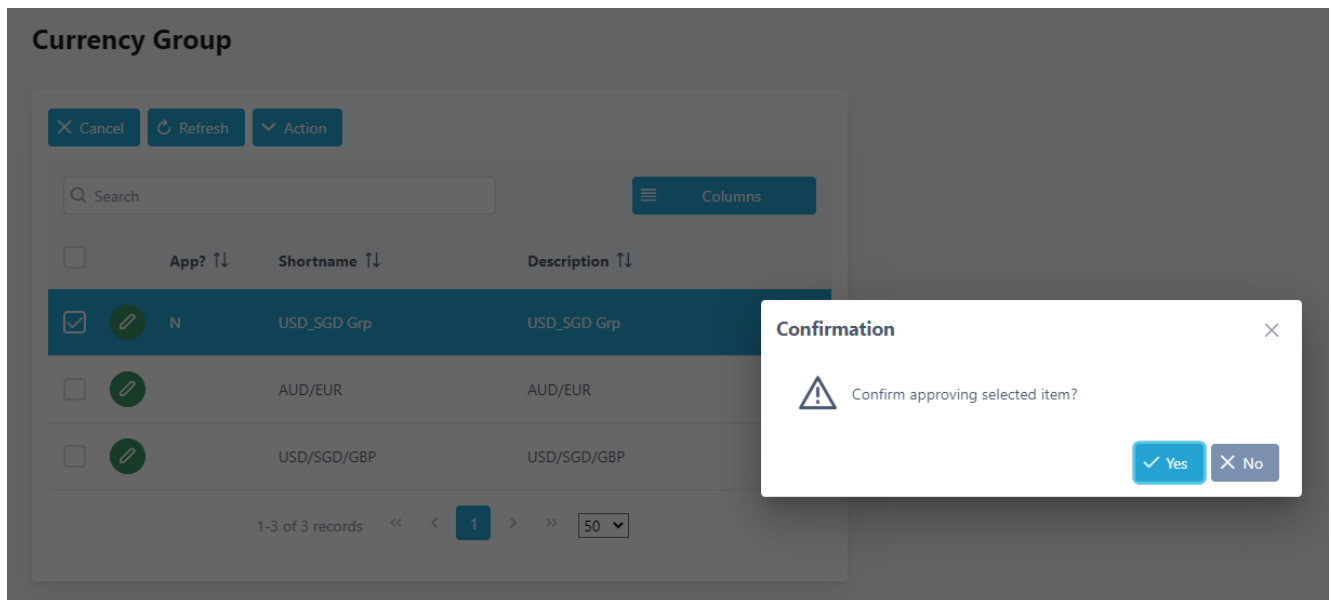 Currency Group
Cancel Refresh Action
Search Columns
App? Shortname Description
N USD_SGD Grp USD_SGD Grp
AUD/EUR AUD/EUR
USD/SGD/GBP USD/SGD/GBP
1-3 of 3 records « < 1 > » 50
Confirmation
Confirm approving selected item?
Yes No